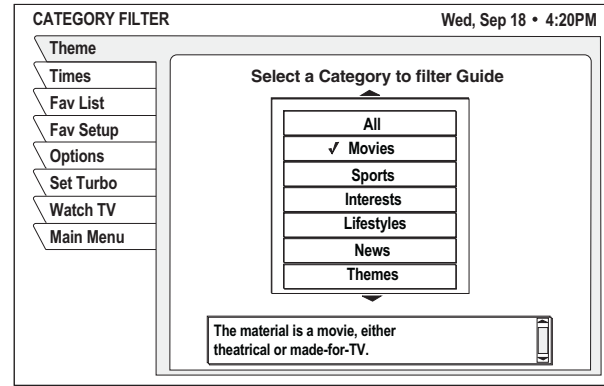 CATEGORY FILTER
Wed, Sep 18 • 4:20PM
Theme
Times
Fav List
Fav Setup
Options
Set Turbo
Watch TV
Main Menu
Select a Category to filter Guide
All
✓ Movies
Sports
Interests
Lifestyles
News
Themes
The material is a movie, either
theatrical or made-for-TV.